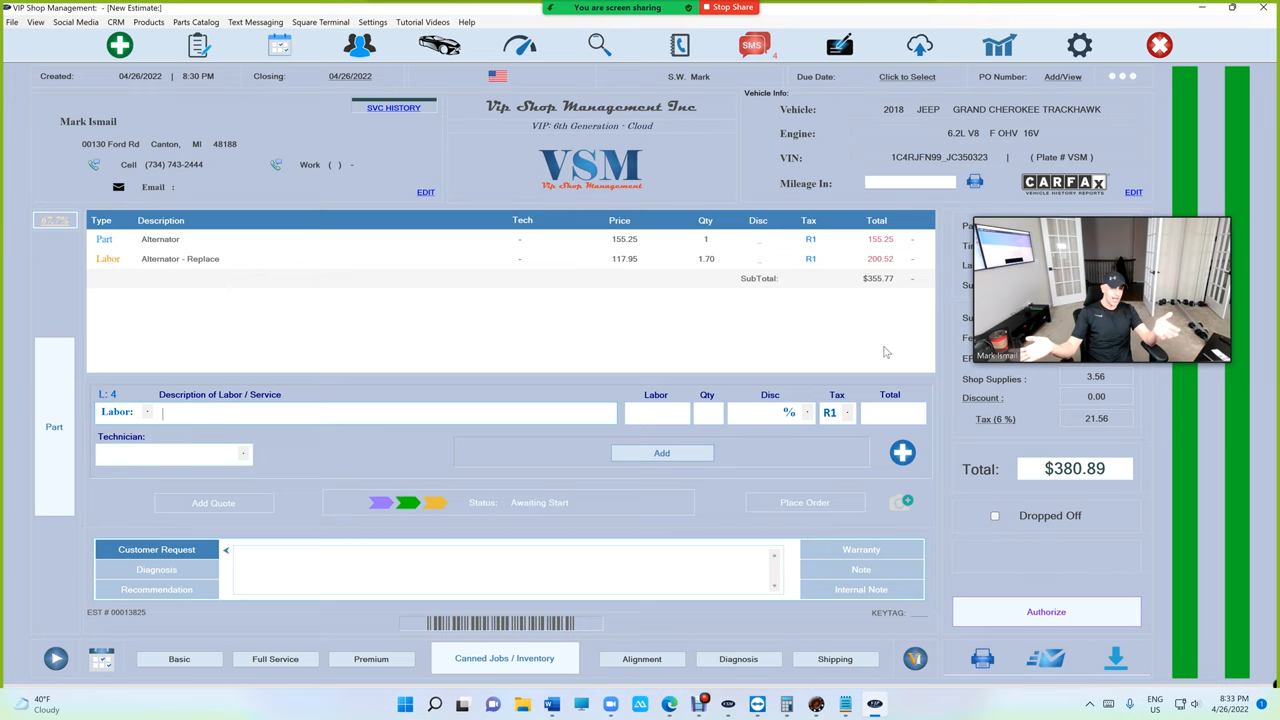 VIP Shop Management: - [New Estimate:]
You are screen sharing
Stop Share
File View Social Media CRM Products Parts Catalog Text Messaging Square Terminal Settings Tutorial Videos Help
SMS 4
Created: 04/26/2022 | 8:30 PM Closing: 04/26/2022 S.W. Mark Due Date: Click to Select PO Number: Add/View
SVC HISTORY
Mark Ismail
00130 Ford Rd Canton, MI 48188
Cell (734) 743-2444 Work ( ) -
Email :
EDIT
Vip Shop Management Inc
VIP: 6th Generation - Cloud
VSM
Vip Shop Management
Vehicle Info:
Vehicle: 2018 JEEP GRAND CHEROKEE TRACKHAWK
Engine: 6.2L V8 F OHV 16V
VIN: 1C4RJFN99_JC350323 | ( Plate # VSM )
Mileage In:
CARFAX
VEHICLE HISTORY REPORTS
EDIT
Type Description Tech Price Qty Disc Tax Total
Part Alternator - 155.25 1 _ R1 155.25 -
Labor Alternator - Replace - 117.95 1.70 _ R1 200.52 -
SubTotal: $355.77 -
Mark Ismail
Part
L: 4 Description of Labor / Service Labor Qty Disc Tax Total
Labor: % R1
Technician:
Add
Add Quote Status: Awaiting Start Place Order
Customer Request
Diagnosis
Recommendation
Warranty
Note
Internal Note
EST # 00013825 KEYTAG: ___
Shop Supplies : 3.56
Discount : 0.00
Tax (6 %) 21.56
Total: $380.89
Dropped Off
Authorize
Basic Full Service Premium Canned Jobs / Inventory Alignment Diagnosis Shipping
40°F
Cloudy
ENG
US
8:33 PM
4/26/2022
1